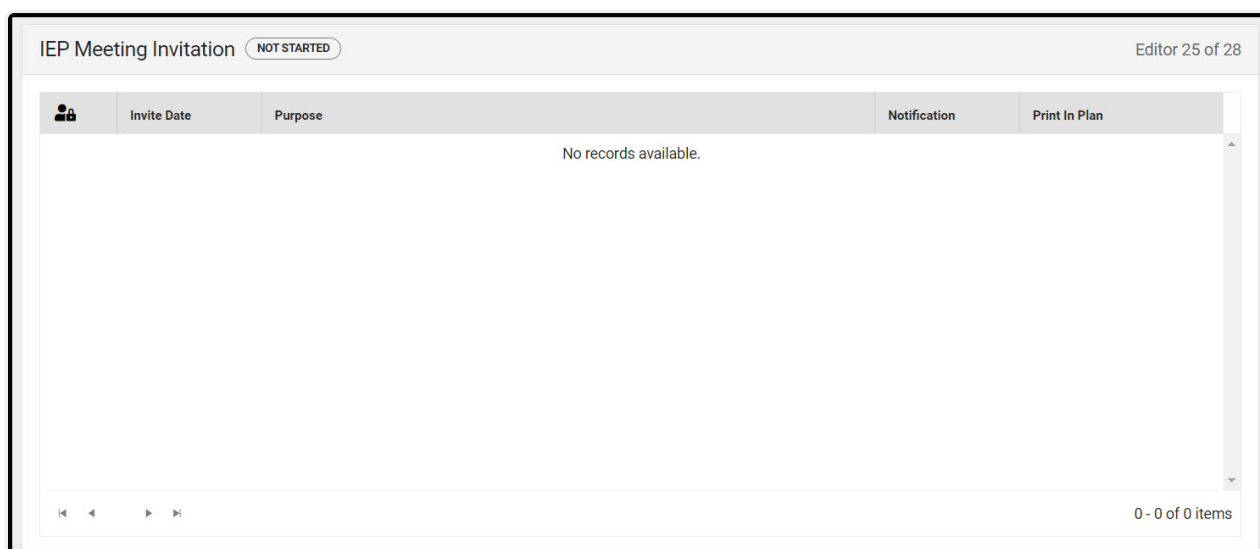 IEP Meeting Invitation NOT STARTED Editor 25 of 28
Invite Date Purpose Notification Print In Plan
No records available.
0 - 0 of 0 items